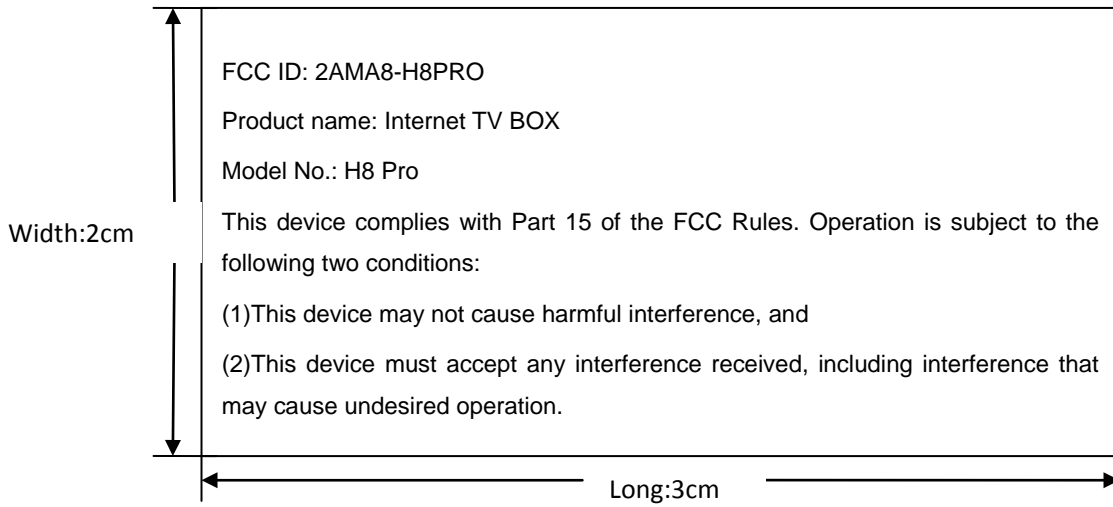 FCC ID: 2AMA8-H8PRO
Product name: Internet TV BOX
Model No.: H8 Pro
Width:2cm
This device complies with Part 15 of the FCC Rules. Operation is subject to the
following two conditions:
(1)This device may not cause harmful interference, and
(2)This device must accept any interference received, including interference that
may cause undesired operation.
Long:3cm